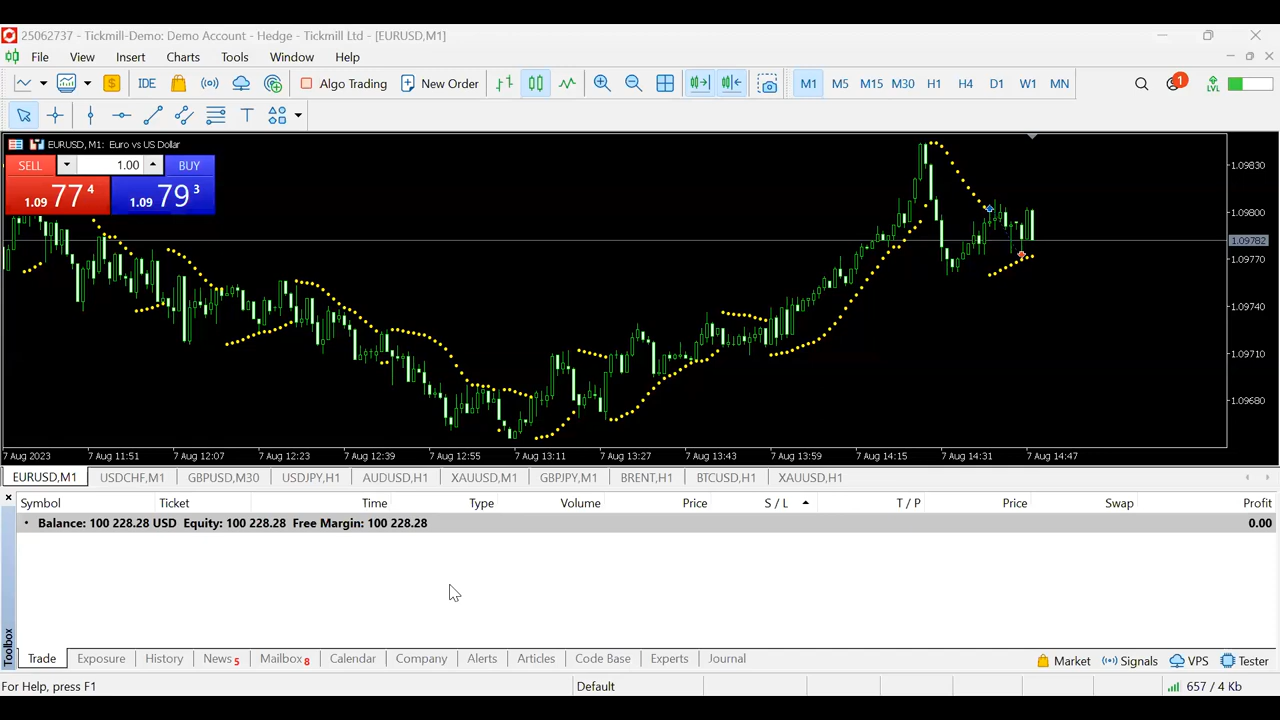 25062737 - Tickmill-Demo: Demo Account - Hedge - Tickmill Ltd - [EURUSD,M1]
File View Insert Charts Tools Window Help
IDE Algo Trading New Order M1 M5 M15 M30 H1 H4 D1 W1 MN 1 LVL
T
EURUSD, M1: Euro vs US Dollar
SELL 1.00 BUY
1.09 77 4 1.09 79 3
1.09830
1.09800
1.09782
1.09770
1.09740
1.09710
1.09680
7 Aug 2023 7 Aug 11:51 7 Aug 12:07 7 Aug 12:23 7 Aug 12:39 7 Aug 12:55 7 Aug 13:11 7 Aug 13:27 7 Aug 13:43 7 Aug 13:59 7 Aug 14:15 7 Aug 14:31 7 Aug 14:47
EURUSD,M1 USDCHF,M1 GBPUSD,M30 USDJPY,H1 AUDUSD,H1 XAUUSD,M1 GBPJPY,M1 BRENT,H1 BTCUSD,H1 XAUUSD,H1
Symbol Ticket Time Type Volume Price S / L T / P Price Swap Profit
Balance: 100 228.28 USD Equity: 100 228.28 Free Margin: 100 228.28 0.00
Toolbox
Trade Exposure History News 5 Mailbox 8 Calendar Company Alerts Articles Code Base Experts Journal Market Signals VPS Tester
For Help, press F1 Default 657 / 4 Kb